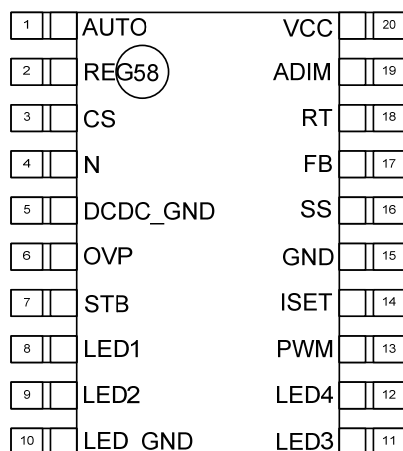 1 AUTO VCC 20
2 REG58 ADIM 19
3 CS RT 18
4 N FB 17
5 DCDC_GND SS 16
6 OVP GND 15
7 STB ISET 14
8 LED1 PWM 13
9 LED2 LED4 12
10 LED_GND LED3 11